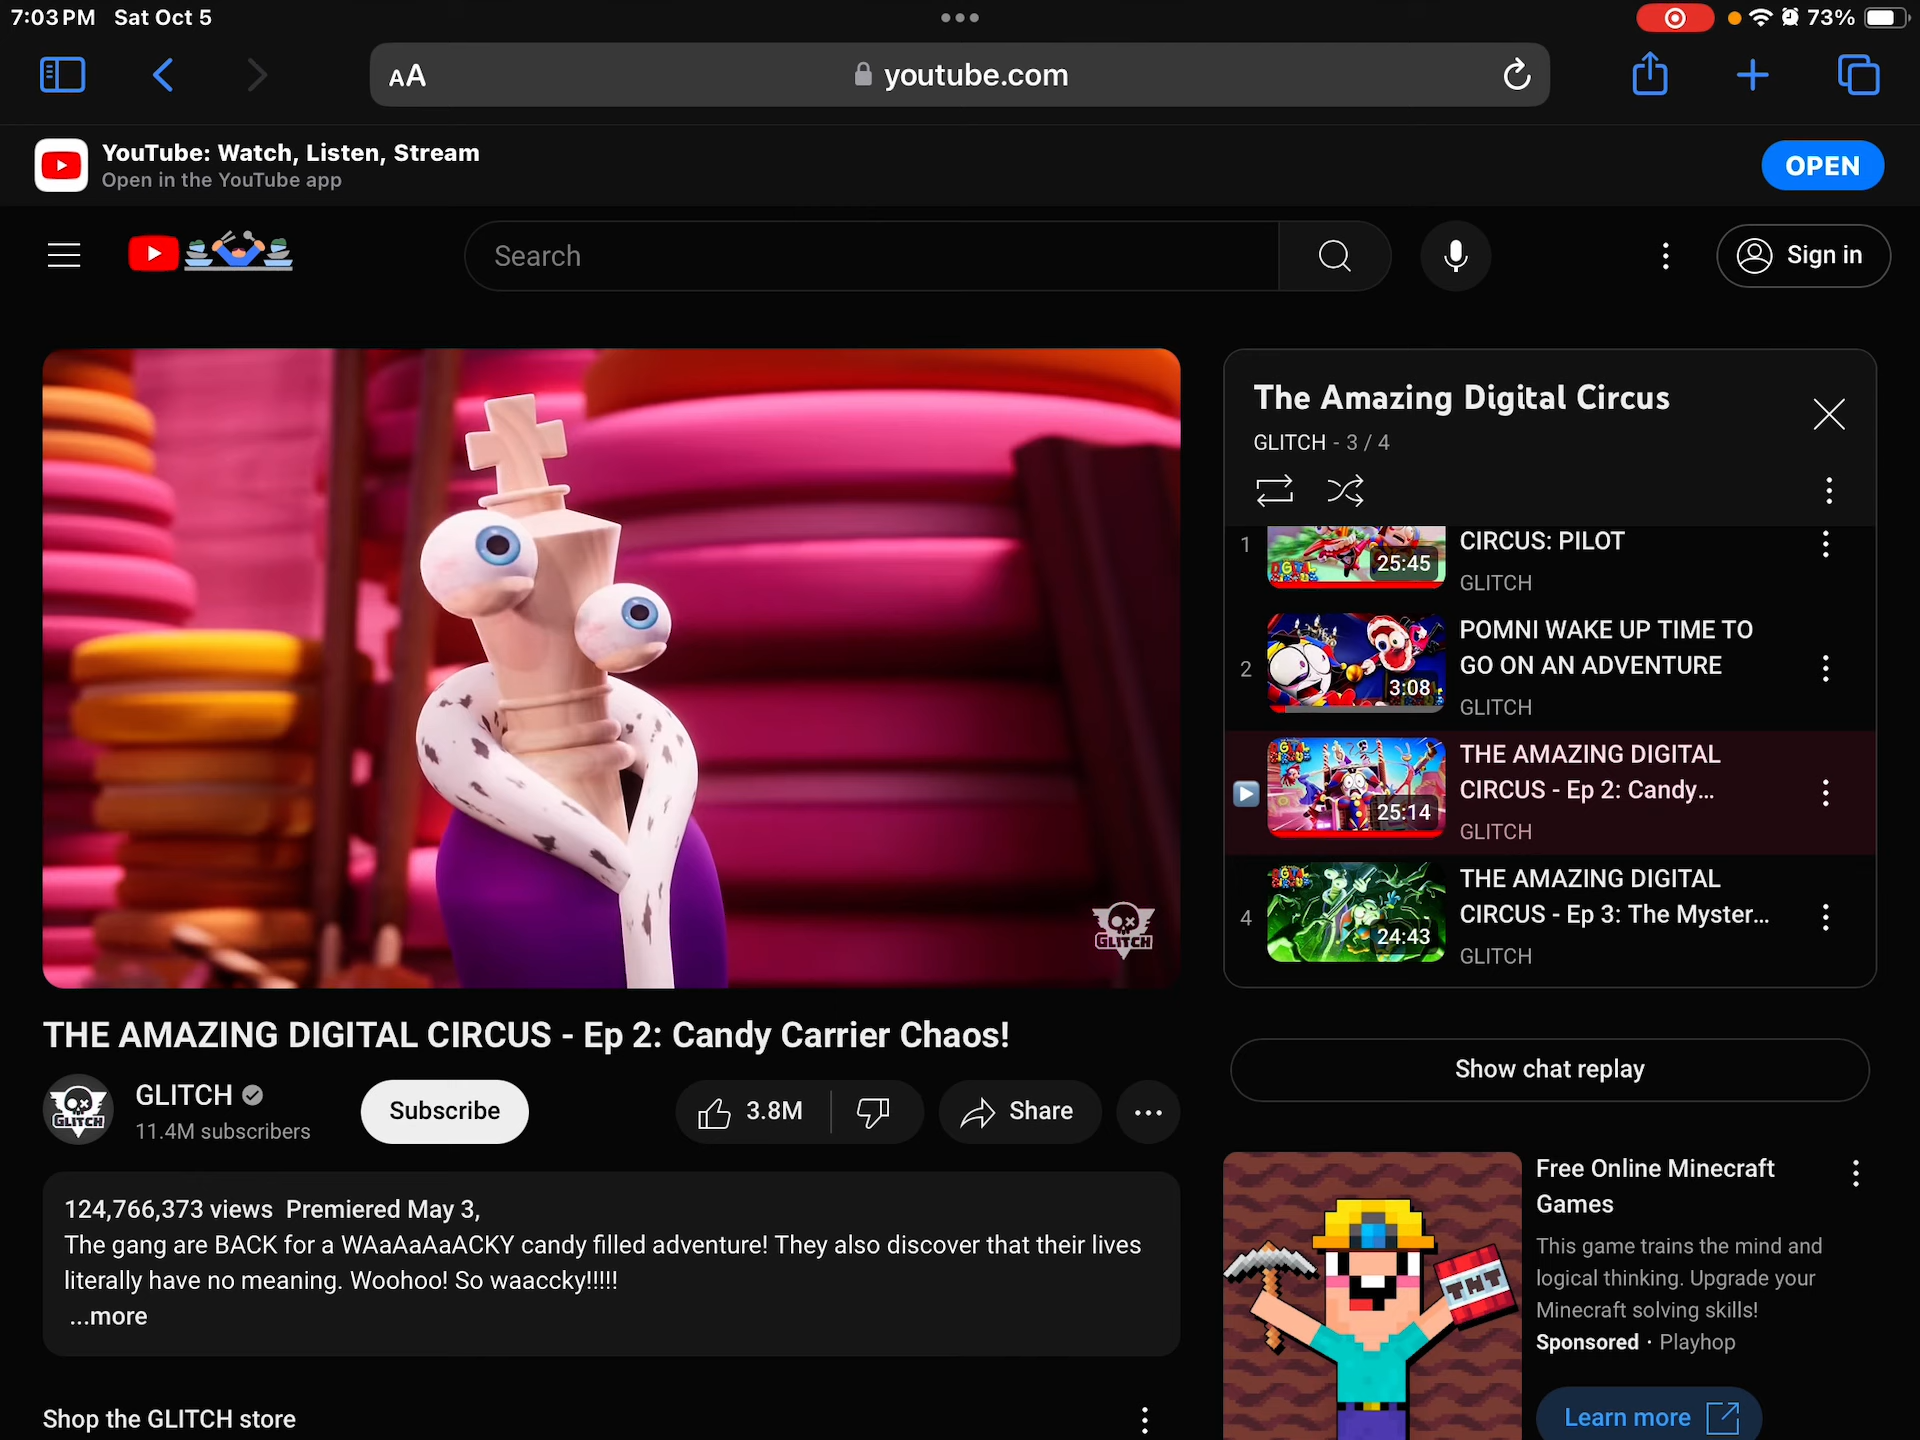 7:03 PM Sat Oct 5
73%
AA
youtube.com
YouTube: Watch, Listen, Stream
Open in the YouTube app
OPEN
Search
Sign in
The Amazing Digital Circus
GLITCH - 3 / 4
1
25:45
CIRCUS: PILOT
GLITCH
2
3:08
POMNI WAKE UP TIME TO
GO ON AN ADVENTURE
GLITCH
25:14
THE AMAZING DIGITAL
CIRCUS - Ep 2: Candy...
GLITCH
4
24:43
THE AMAZING DIGITAL
CIRCUS - Ep 3: The Myster...
GLITCH
GLITCH
THE AMAZING DIGITAL CIRCUS - Ep 2: Candy Carrier Chaos!
GLITCH
GLITCH
11.4M subscribers
Subscribe
3.8M
Share
Show chat replay
124,766,373 views Premiered May 3,
The gang are BACK for a WAaAaAaACKY candy filled adventure! They also discover that their lives
literally have no meaning. Woohoo! So waaccky!!!!!
...more
Free Online Minecraft
Games
This game trains the mind and
logical thinking. Upgrade your
Minecraft solving skills!
Sponsored · Playhop
TNT
Learn more
Shop the GLITCH store